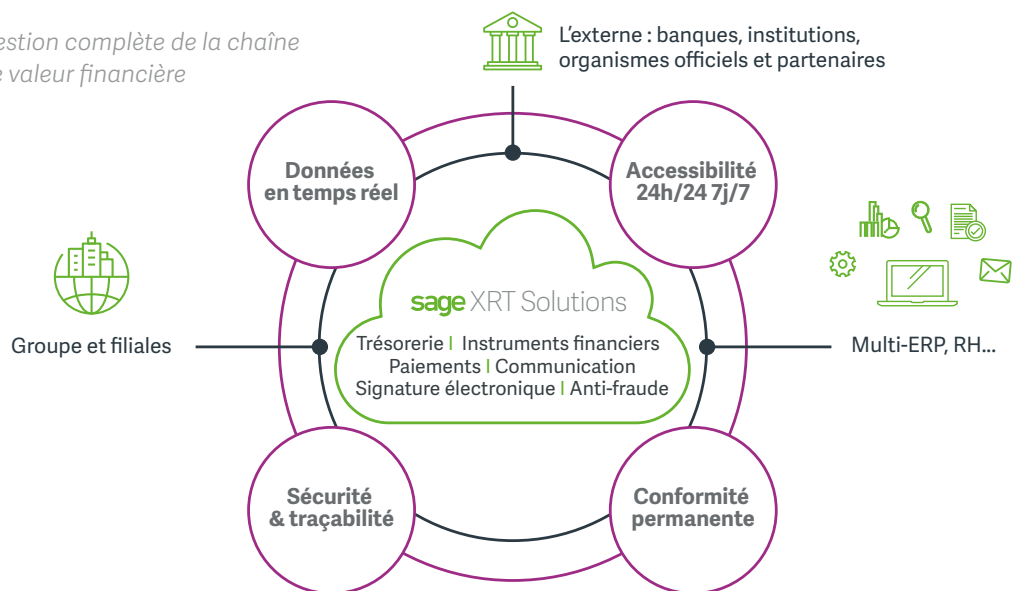 estion complète de la chaîne
valeur financière
L'externe : banques, institutions,
organismes officiels et partenaires
Données
en temps réel
Accessibilité
24h/24 7j/7
sage XRT Solutions
Trésorerie I Instruments financiers
Paiements I Communication
Signature électronique I Anti-fraude
Groupe et filiales
Multi-ERP, RH...
Sécurité
& traçabilité
Conformité
permanente